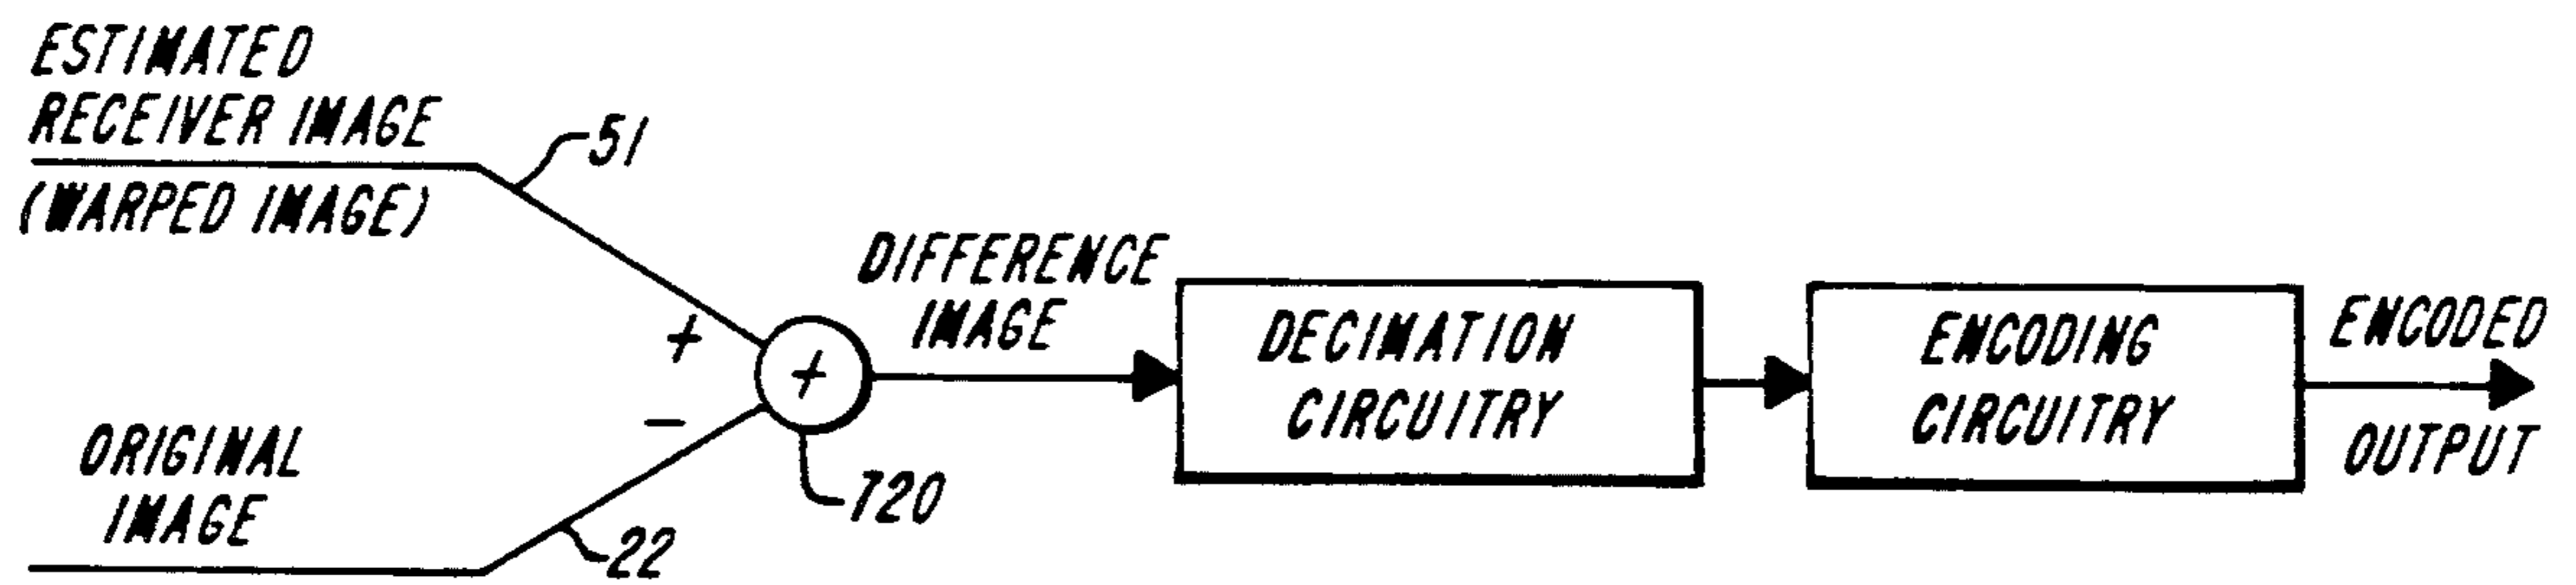 ESTIMATED
RECEIVER IMAGE
(WARPED IMAGE)
51
+
-
+
ORIGINAL
IMAGE
22
720
DIFFERENCE
IMAGE
DECIMATION
CIRCUITRY
ENCODING
CIRCUITRY
ENCODED
OUTPUT